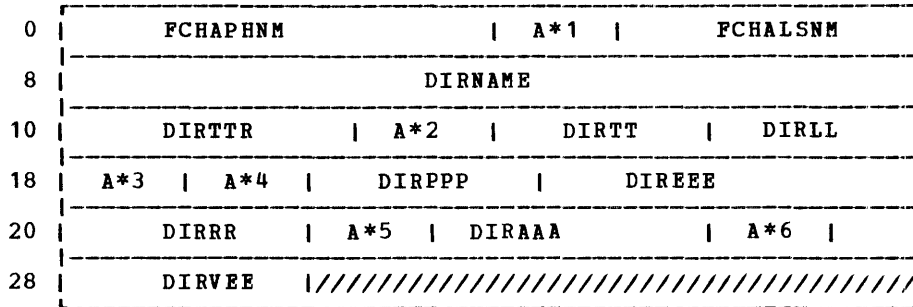 0 | FCHAPHNM | A*1 | FCHALSNM
8 | DIRNAME
10 | DIRTTR | A*2 | DIRTT | DIRLL
18 | A*3 | A*4 | DIRPPP | DIREEE
20 | DIRRR | A*5 | DIRAAA | A*6 |
28 | DIRVEE |///////////////////////////////////